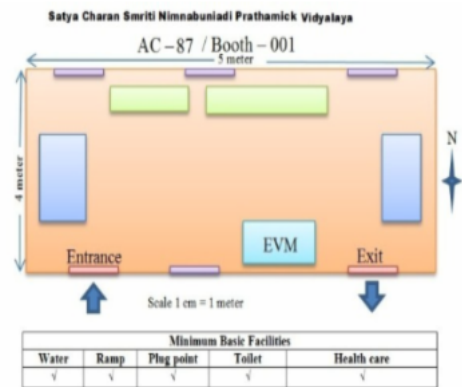 Satya Charan Smriti Nimnabuniadi Prathamick Vidyalaya
AC – 87 / Booth – 001
5 meter
4 meter
N
EVM
Entrance
Exit
Scale 1 cm = 1 meter
Minimum Basic Facilities
Water Ramp Plug point Toilet Health care
√ √ √ √ √